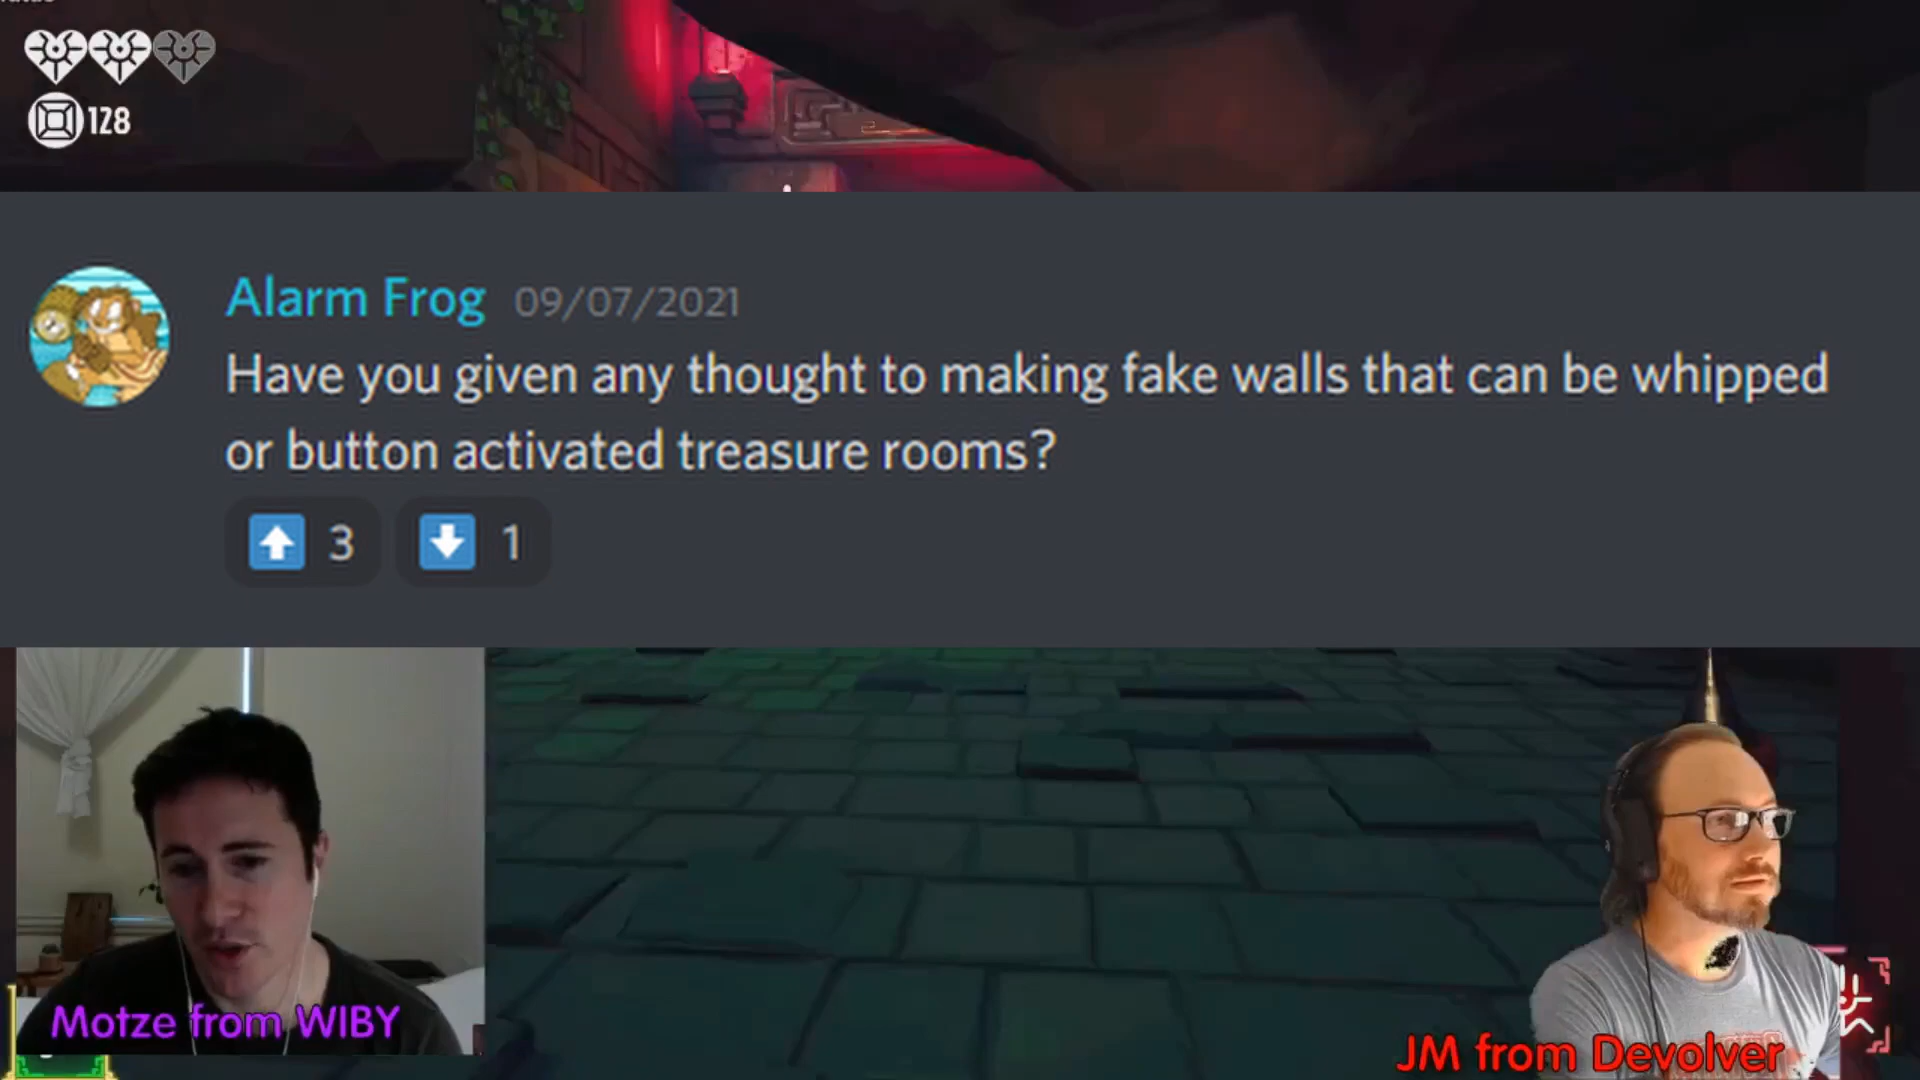 128
Alarm Frog 09/07/2021
Have you given any thought to making fake walls that can be whipped
or button activated treasure rooms?
3 1
Motze from WIBY
JM from Devolver